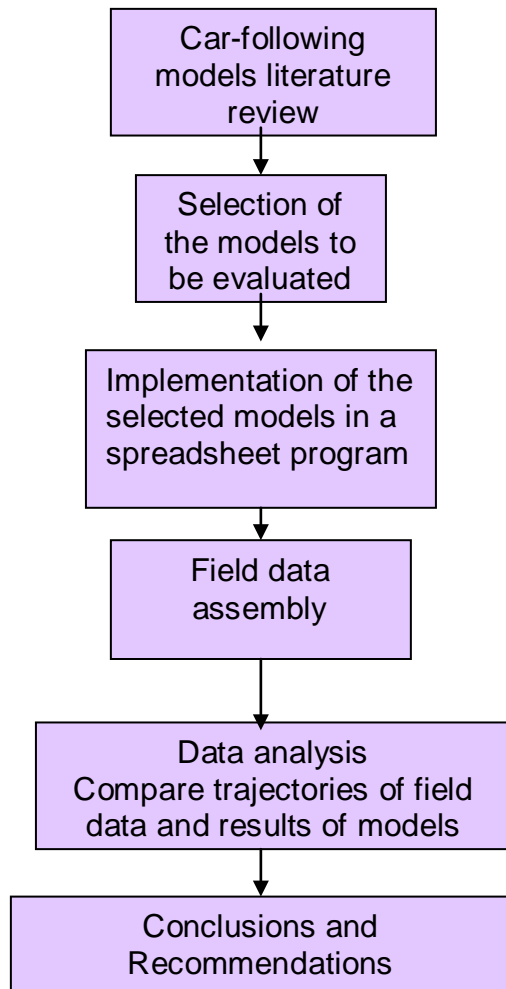 Car-following
models literature
review
Selection of
the models to
be evaluated
Implementation of the
selected models in a
spreadsheet program
Field data
assembly
Data analysis
Compare trajectories of field
data and results of models
Conclusions and
Recommendations